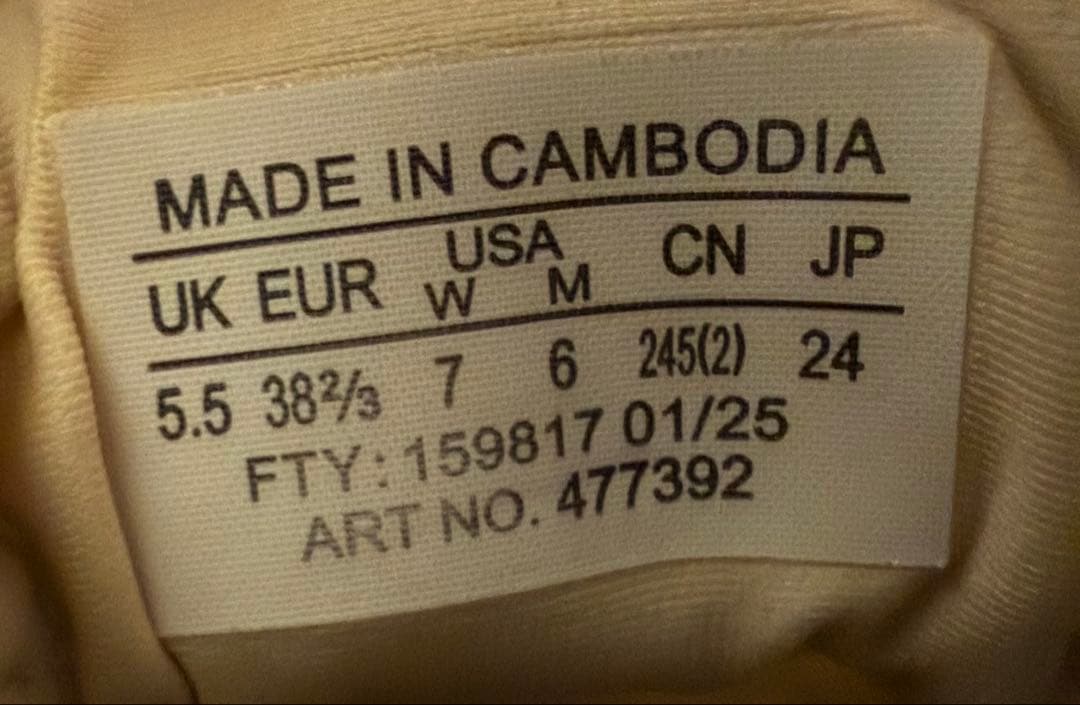 MADE IN CAMBODIA
UK EUR USA W M CN JP
5.5 38⅔ 7 6 245(2) 24
FTY: 159817 01/25
ART NO. 477392